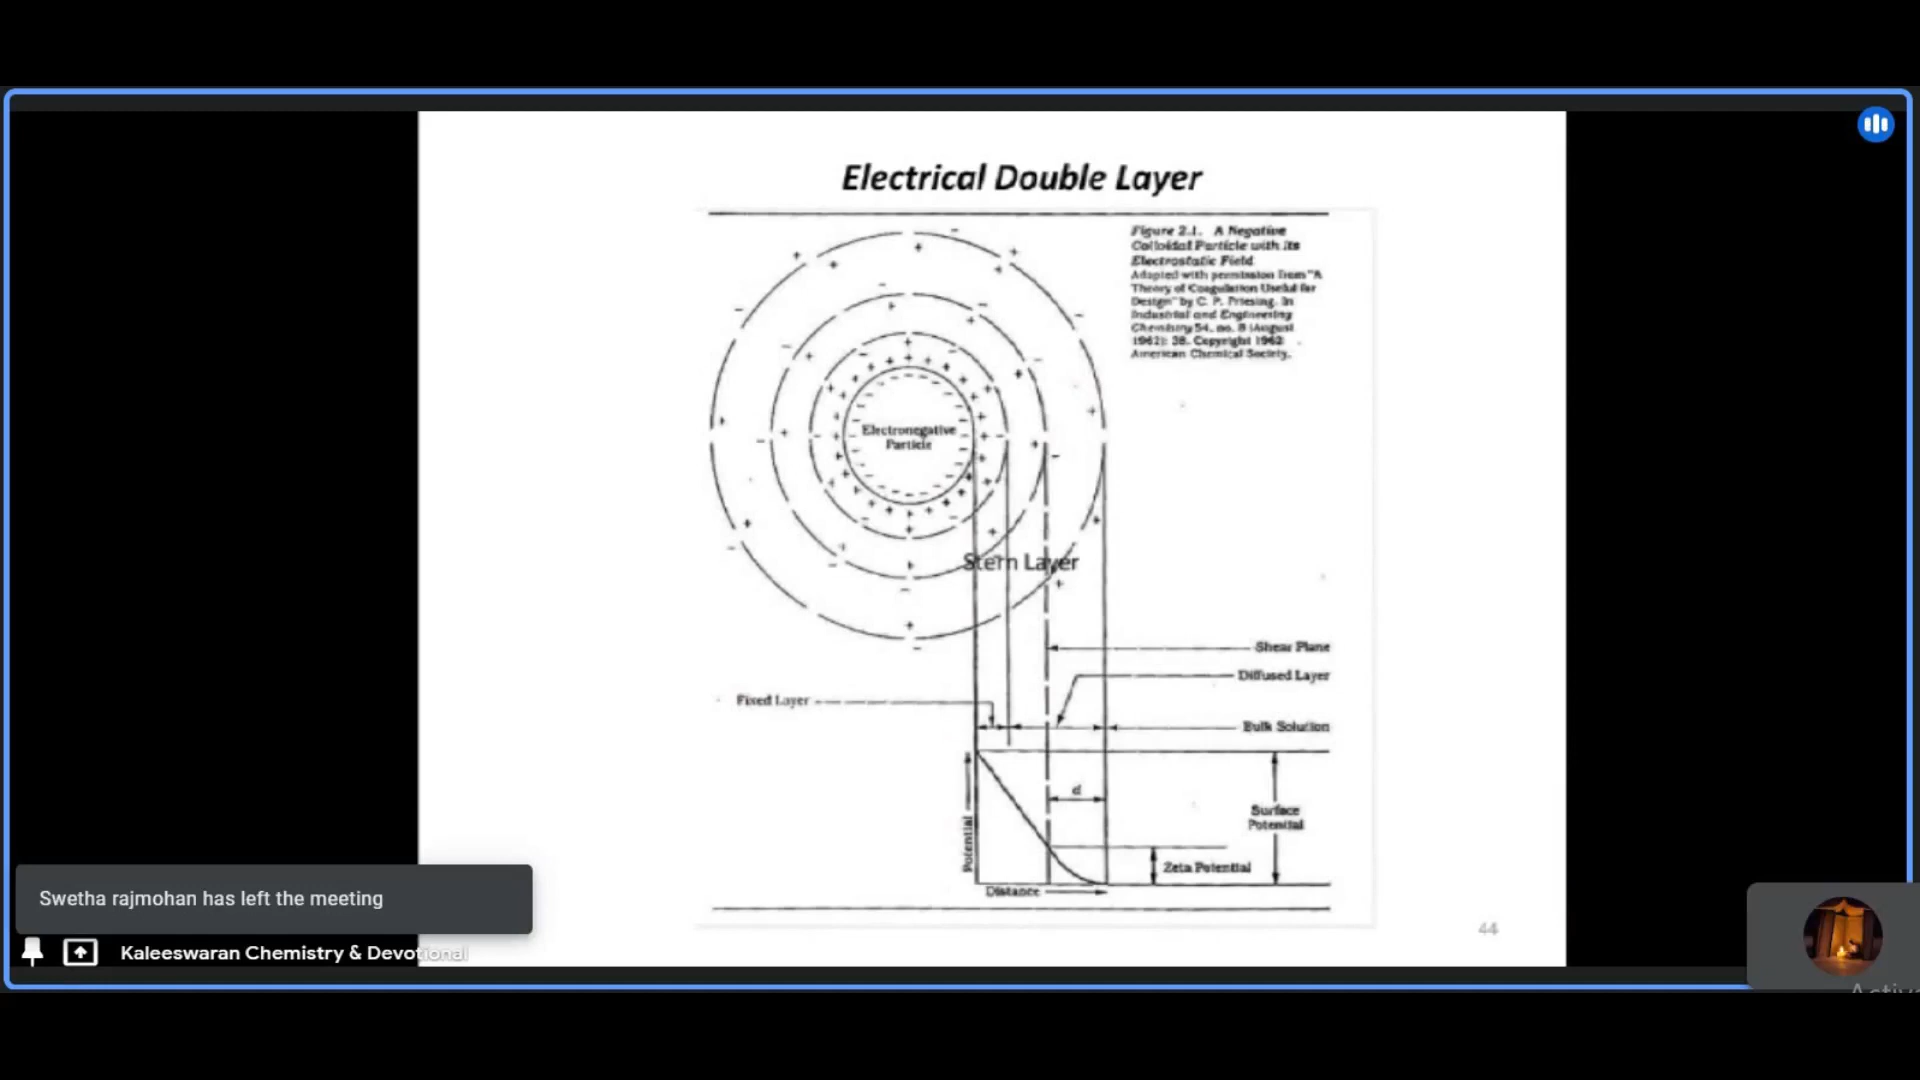 Electrical Double Layer
Figure 2.1. A Negative
Colloidal Particle with Its
Electrostatic Field
Adapted with permission from "A
Theory of Coagulation Useful for
Design" by C. P. Priesing. In
Industrial and Engineering
Chemistry 54, no. 8 (August
1962): 38. Copyright 1962
American Chemical Society.
Electronegative
Particle
Stern Layer
Shear Plane
Diffused Layer
Fixed Layer
Bulk Solution
d
Surface
Potential
Potential
Zeta Potential
Distance
44
Swetha rajmohan has left the meeting
Kaleeswaran Chemistry & Devotional